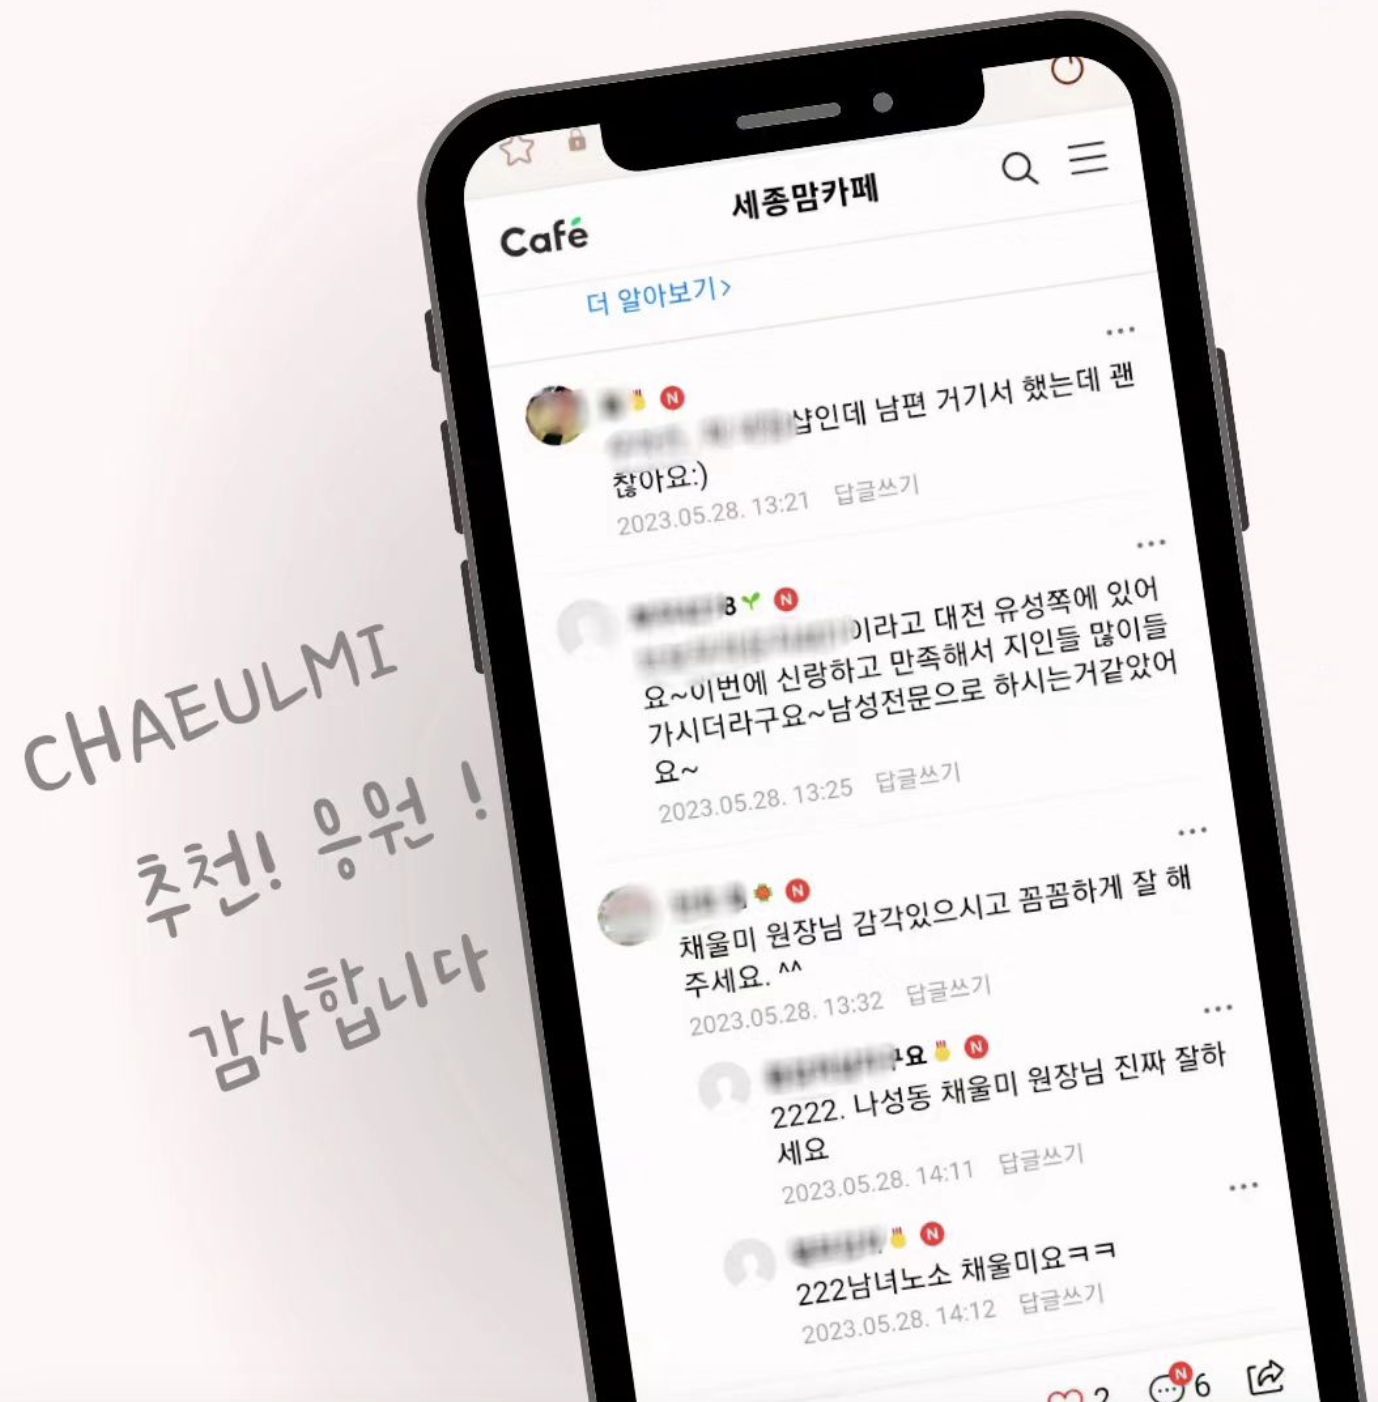 CHAEULMI
추천! 응원 !
감사합니다
Café
세종맘카페
더 알아보기>
N
샵인데 남편 거기서 했는데 괜
찮아요:)
2023.05.28. 13:21 답글쓰기
8 N
이라고 대전 유성쪽에 있어
요~이번에 신랑하고 만족해서 지인들 많이들
가시더라구요~남성전문으로 하시는거같았어
요~
2023.05.28. 13:25 답글쓰기
N
채울미 원장님 감각있으시고 꼼꼼하게 잘 해
주세요. ^^
2023.05.28. 13:32 답글쓰기
구요 N
2222. 나성동 채울미 원장님 진짜 잘하
세요
2023.05.28. 14:11 답글쓰기
N
222남녀노소 채울미요ㅋㅋ
2023.05.28. 14:12 답글쓰기
2 N 6